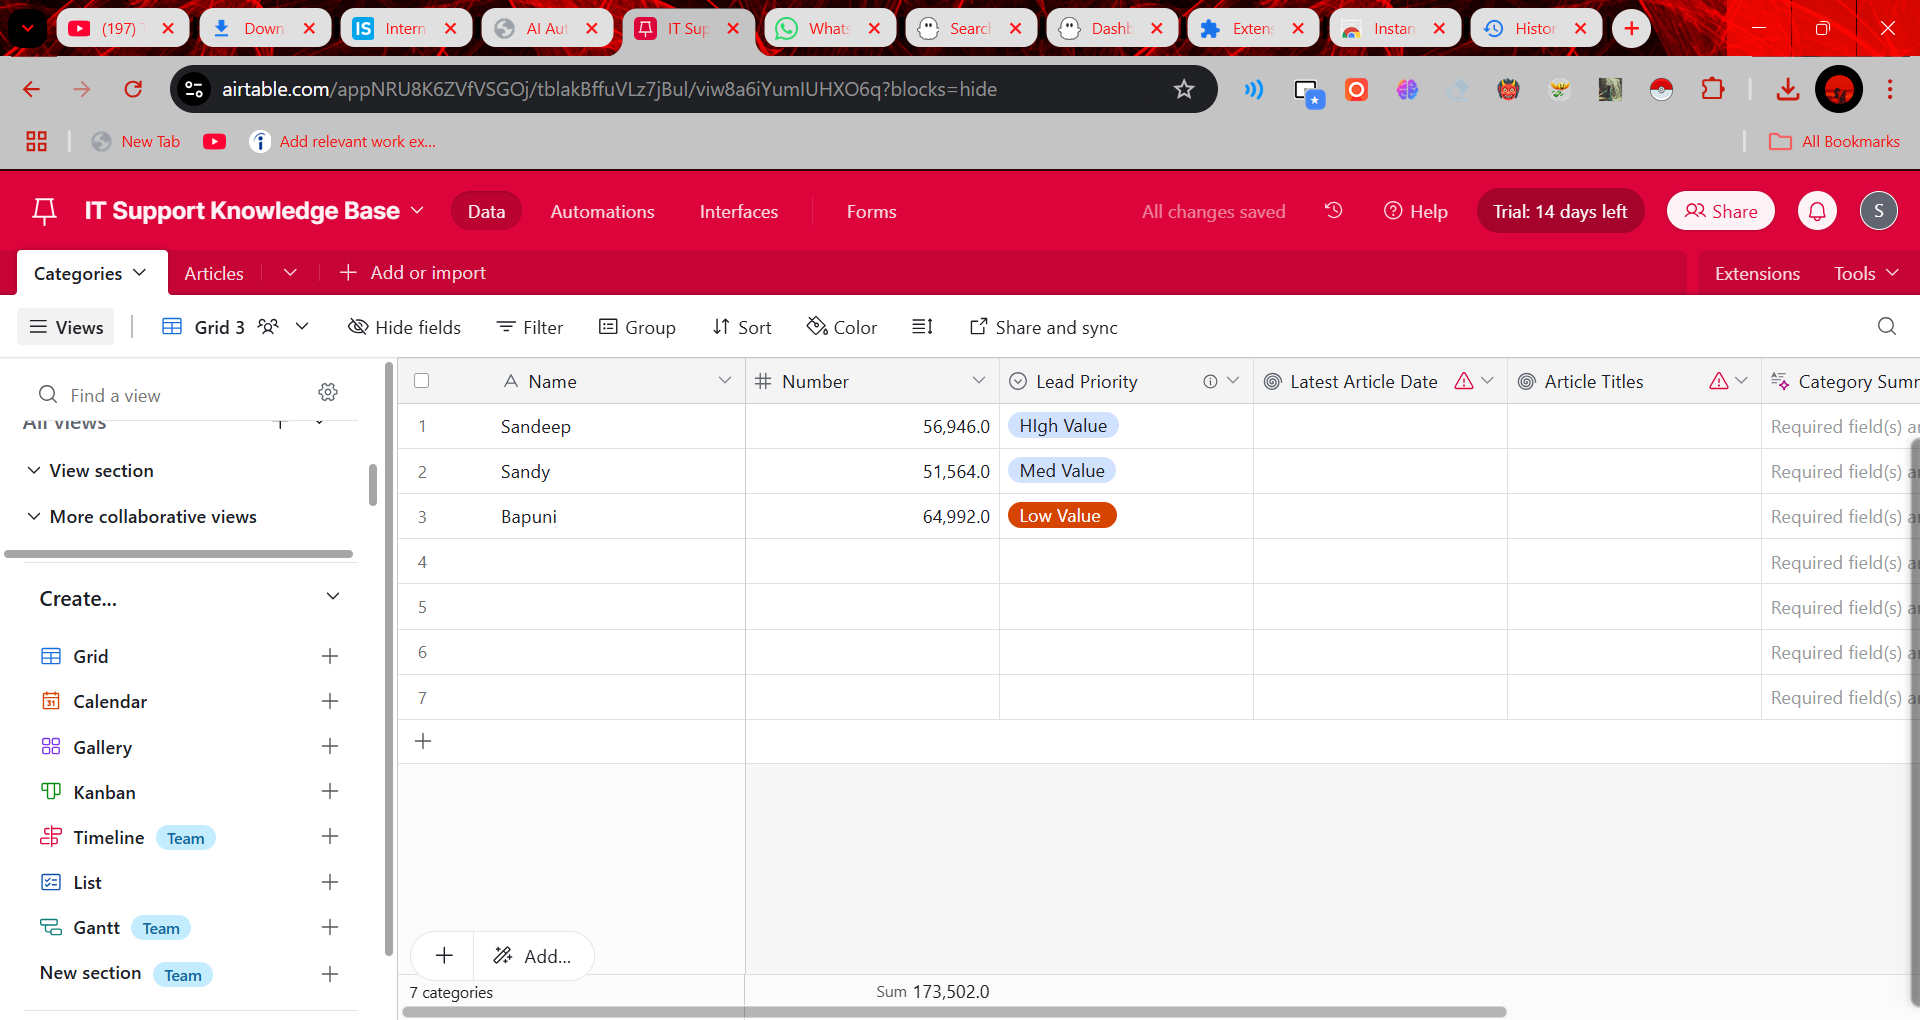 (197)
Down
Intern
AI Aut
IT Sup
Whats
Search
Dashb
Extens
Instan
Histor
airtable.com/appNRU8K6ZVfVSGOj/tblakBffuVLz7jBul/viw8a6iYumIUHXO6q?blocks=hide
New Tab
Add relevant work ex...
All Bookmarks
IT Support Knowledge Base
Data
Automations
Interfaces
Forms
All changes saved
Help
Trial: 14 days left
Share
S
Categories
Articles
Add or import
Extensions
Tools
Views
Grid 3
Hide fields
Filter
Group
Sort
Color
Share and sync
Find a view
All views
View section
More collaborative views
Create...
Grid
Calendar
Gallery
Kanban
Timeline Team
List
Gantt Team
New section Team
Name Number Lead Priority Latest Article Date Article Titles Category Summ
1 Sandeep 56,946.0 HIgh Value Required field(s) a
2 Sandy 51,564.0 Med Value Required field(s) a
3 Bapuni 64,992.0 Low Value Required field(s) a
4 Required field(s) a
5 Required field(s) a
6 Required field(s) a
7 Required field(s) a
Add...
7 categories Sum 173,502.0